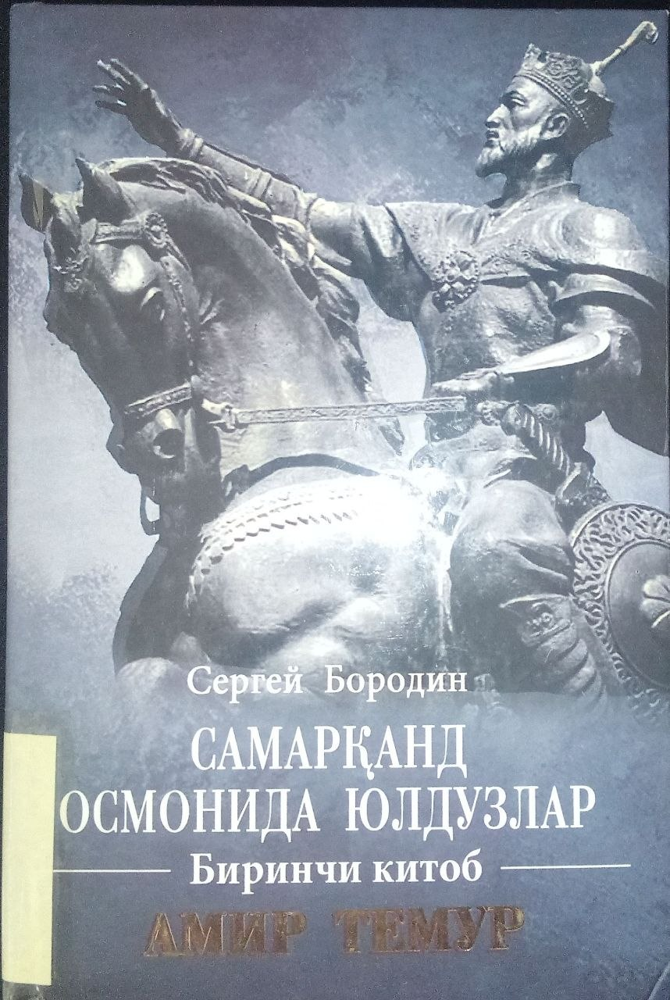 Сергей Бородин
САМАРҚАНД
ОСМОНИДА ЮЛДУЗЛАР
Биринчи китоб
АМИР ТЕМУР